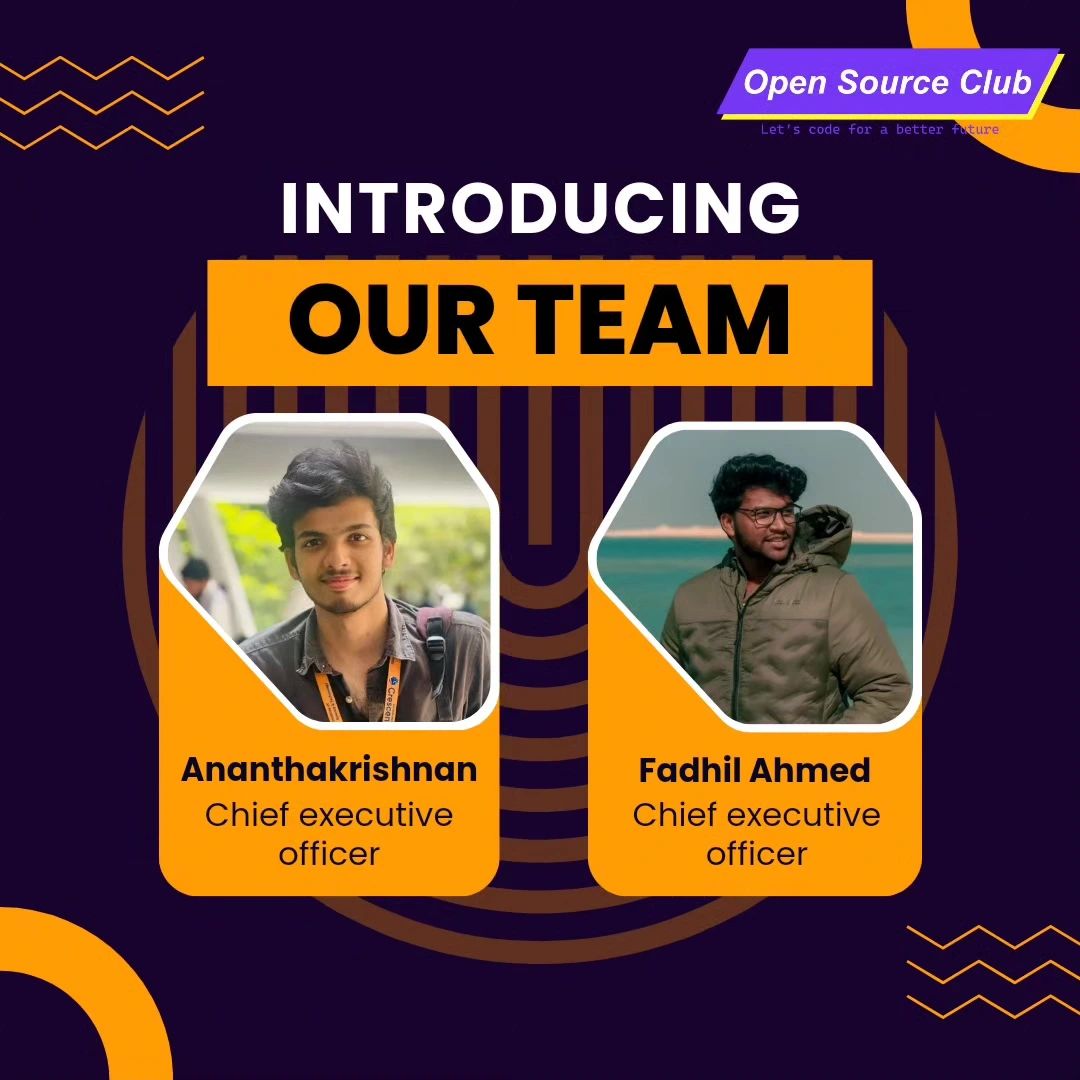 Open Source Club
Let's code for a better future
INTRODUCING
OUR TEAM
Crescen
Ananthakrishnan
Chief executive
officer
Fadhil Ahmed
Chief executive
officer